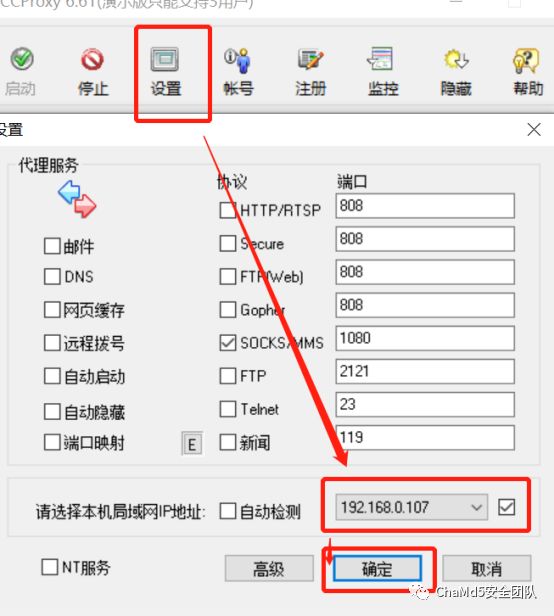 CCProxy 6.61(演示版只能支持3用户)
启动 停止 设置 帐号 注册 监控 隐藏 帮助
设置
代理服务 协议 端口
HTTP/RTSP 808
邮件 Secure 808
DNS FTP(Web) 808
网页缓存 Gopher 808
远程拨号 SOCKS/MMS 1080
自动启动 FTP 2121
自动隐藏 Telnet 23
端口映射 E 新闻 119
请选择本机局域网IP地址: 自动检测 192.168.0.107
NT服务 高级 确定 取消
ChaMd5安全团队